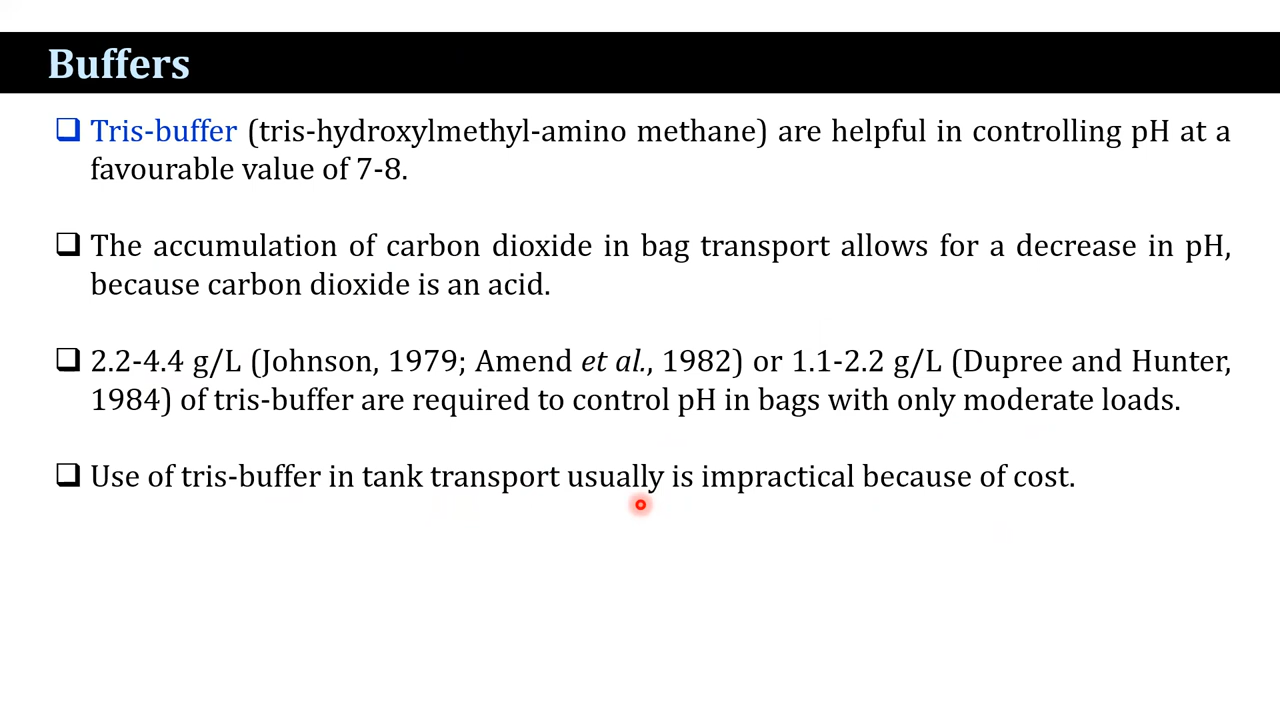 Buffers
❑ Tris-buffer (tris-hydroxylmethyl-amino methane) are helpful in controlling pH at a
favourable value of 7-8.
❑ The accumulation of carbon dioxide in bag transport allows for a decrease in pH,
because carbon dioxide is an acid.
❑ 2.2-4.4 g/L (Johnson, 1979; Amend et al., 1982) or 1.1-2.2 g/L (Dupree and Hunter,
1984) of tris-buffer are required to control pH in bags with only moderate loads.
❑ Use of tris-buffer in tank transport usually is impractical because of cost.